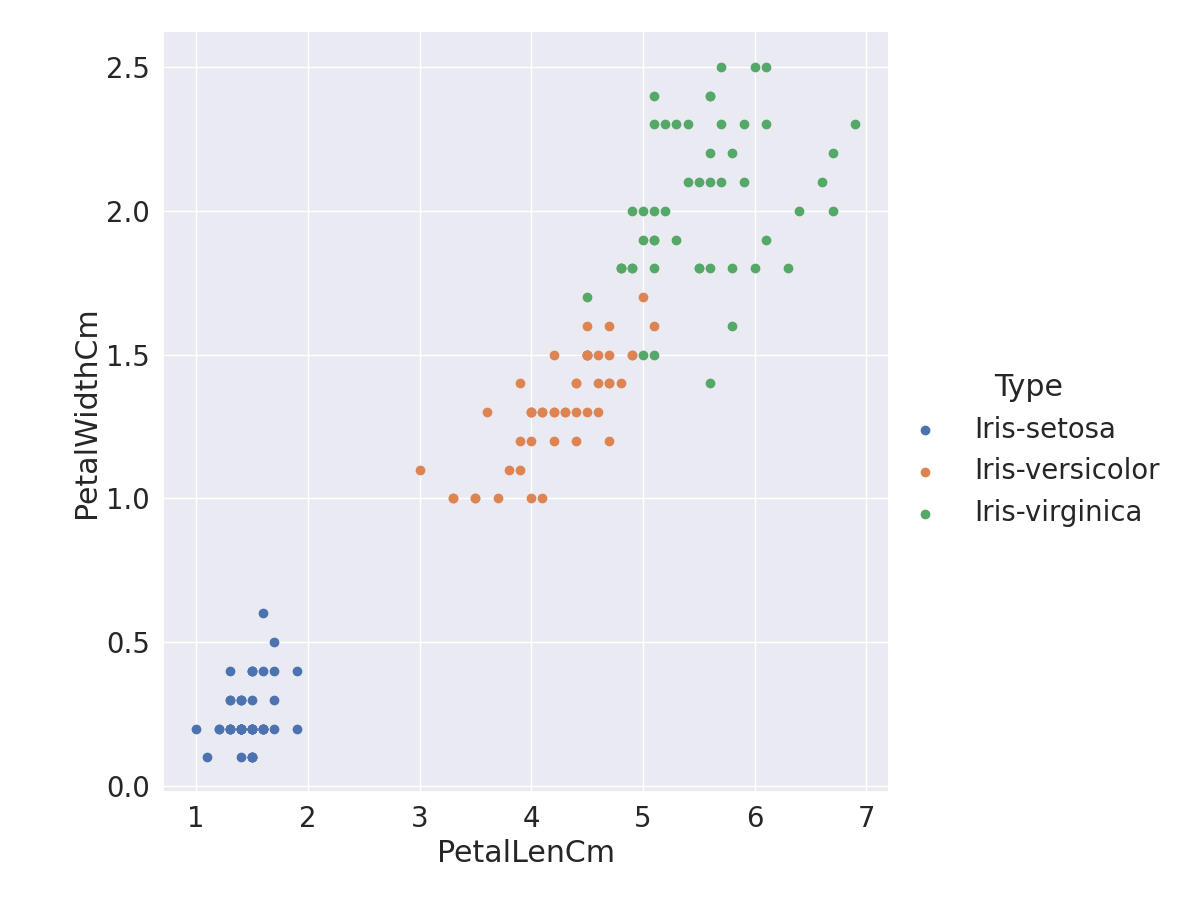 2.5
2.0
1.5
1.0
0.5
0.0
PetalWidthCm
1 2 3 4 5 6 7
PetalLenCm
Type
Iris-setosa
Iris-versicolor
Iris-virginica